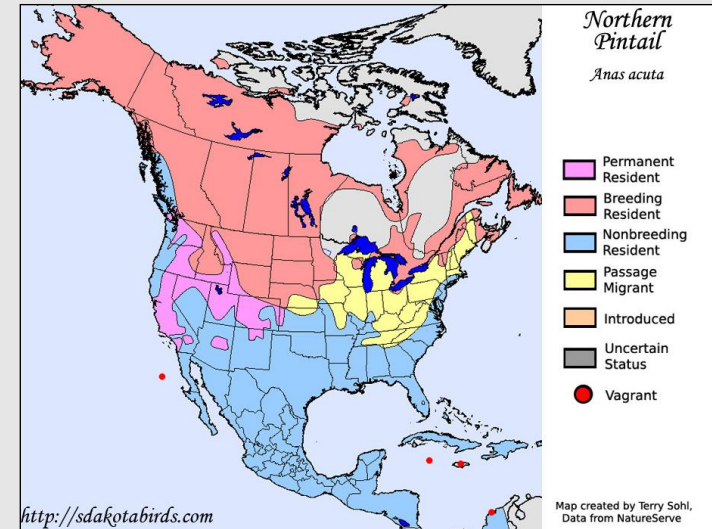 Northern
Pintail
Anas acuta
Permanent
Resident
Breeding
Resident
Nonbreeding
Resident
Passage
Migrant
Introduced
Uncertain
Status
Vagrant
http://sdakotabirds.com
Map created by Terry Sohl,
Data from NatureServe